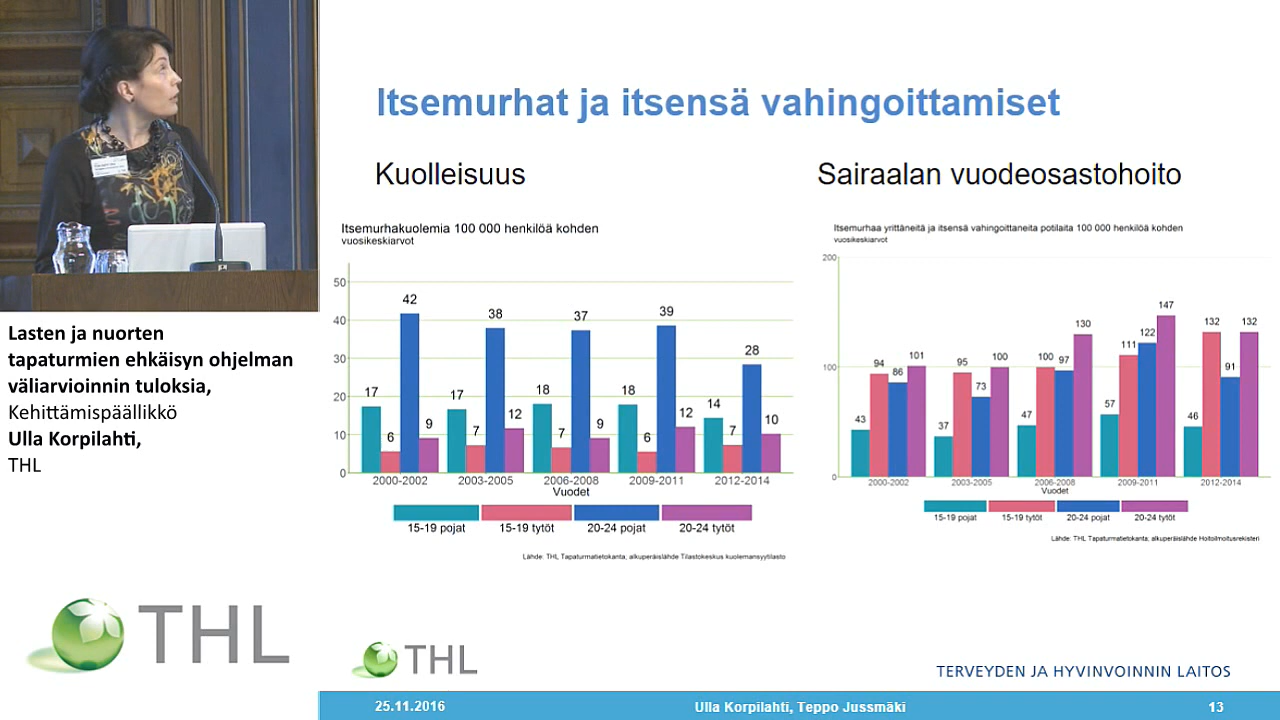 Itsemurhat ja itsensä vahingoittamiset
Kuolleisuus
Itsemurhakuolemia 100 000 henkilöä kohden
vuosikeskiarvot
50
40
30
20
10
0
17 6 42 9
17 7 38 12
18 7 37 9
18 6 39 12
14 7 28 10
2000-2002 2003-2005 2006-2008 2009-2011 2012-2014
Vuodet
15-19 pojat 15-19 tytöt 20-24 pojat 20-24 tytöt
Lähde: THL Tapaturmatietokanta; alkuperäislähde Tilastokeskus kuolemansyytilasto
Sairaalan vuodeosastohoito
Itsemurhaa yrittäneitä ja itsensä vahingoittaneita potilaita 100 000 henkilöä kohden
vuosikeskiarvot
200
100
0
43 94 86 101
37 95 73 100
47 100 97 130
57 111 122 147
46 132 91 132
2000-2002 2003-2005 2006-2008 2009-2011 2012-2014
Vuodet
15-19 pojat 15-19 tytöt 20-24 pojat 20-24 tytöt
Lähde: THL Tapaturmatietokanta; alkuperäislähde Hoitoilmoitusrekisteri
Lasten ja nuorten
tapaturmien ehkäisyn ohjelman
väliarvioinnin tuloksia,
Kehittämispäällikkö
Ulla Korpilahti,
THL
THL
THL
TERVEYDEN JA HYVINVOINNIN LAITOS
25.11.2016 Ulla Korpilahti, Teppo Jussmäki 13